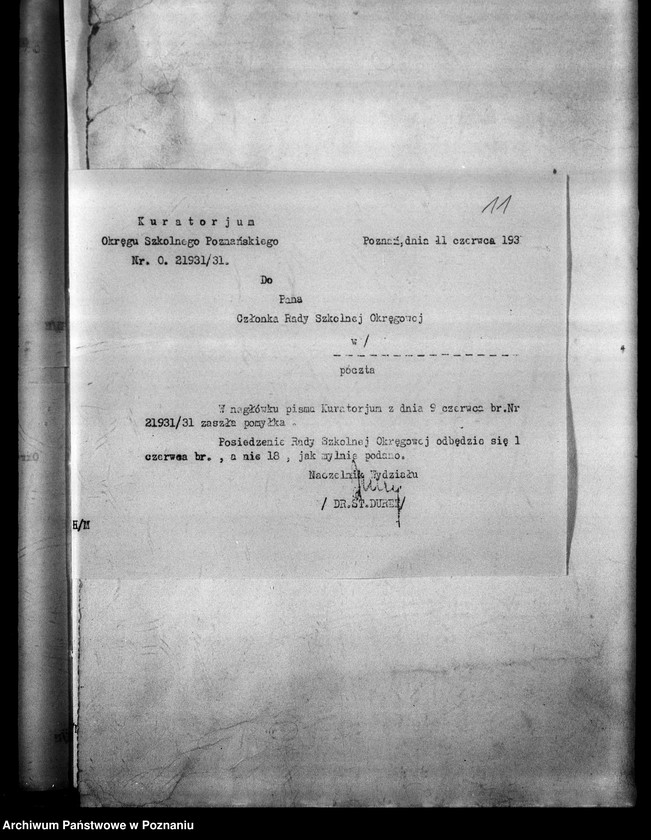 11
Kuratorjum
Okręgu Szkolnego Poznańskiego
Poznań, dnia 11 czerwca 193
Nr. O. 21931/31.
Do
Pana
Członka Rady Szkolnej Okręgowej
w /
poczta
W nagłówku pisma Kuratorjum z dnia 9 czerwca br.Nr
21931/31 zaszła pomyłka .
Posiedzenie Rady Szkolnej Okręgowej odbędzie się 1
czerwca br. , a nie 18 , jak mylnie podano.
Naczelnik Wydziału
/ DR.ST.DUREK/
H/M
Archiwum Państwowe w Poznaniu